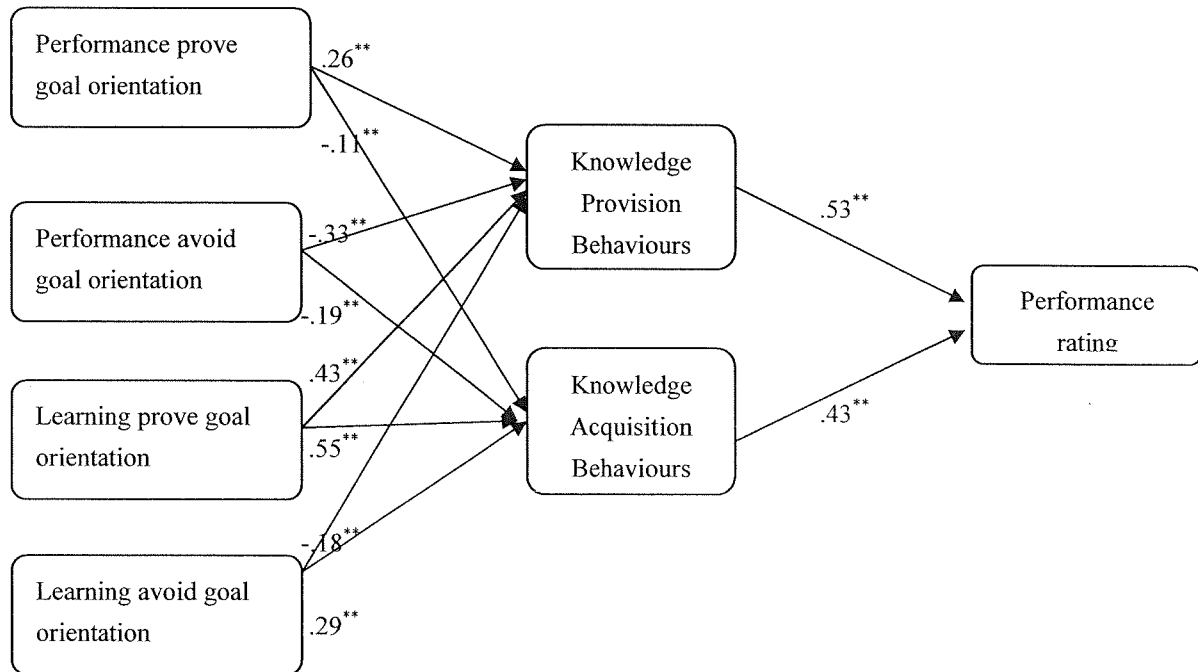 Performance prove
goal orientation
.26**
-.11**
Performance avoid
goal orientation
-.33**
-.19**
Learning prove goal
orientation
.43**
.55**
Learning avoid goal
orientation
-.18**
.29**
Knowledge
Provision
Behaviours
Knowledge
Acquisition
Behaviours
.53**
.43**
Performance
rating